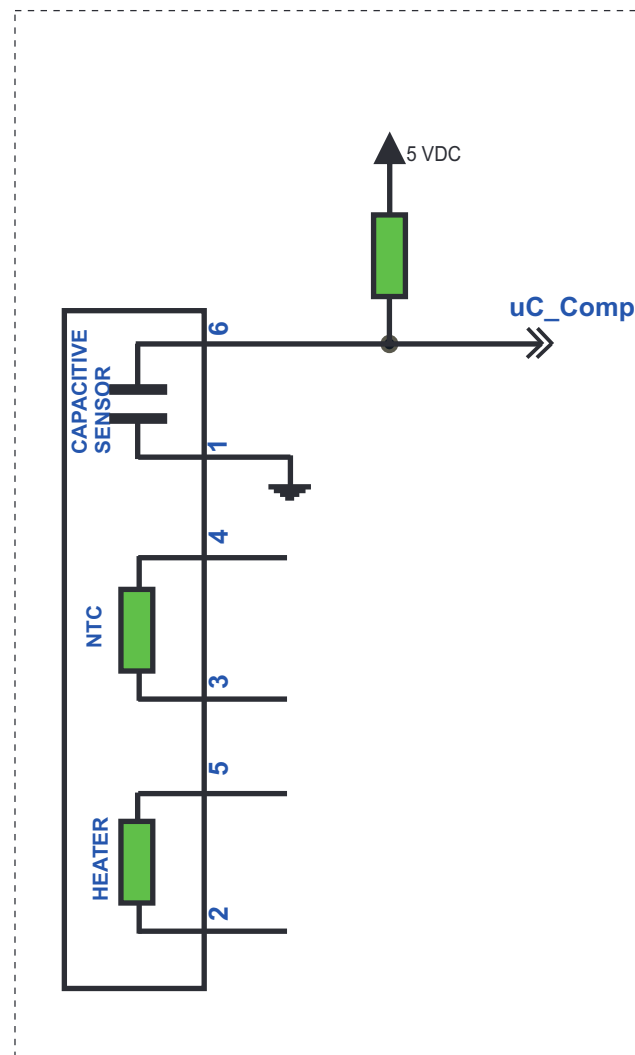 5 VDC
uC_Comp
6
CAPACITIVE
SENSOR
1
4
NTC
3
5
HEATER
2